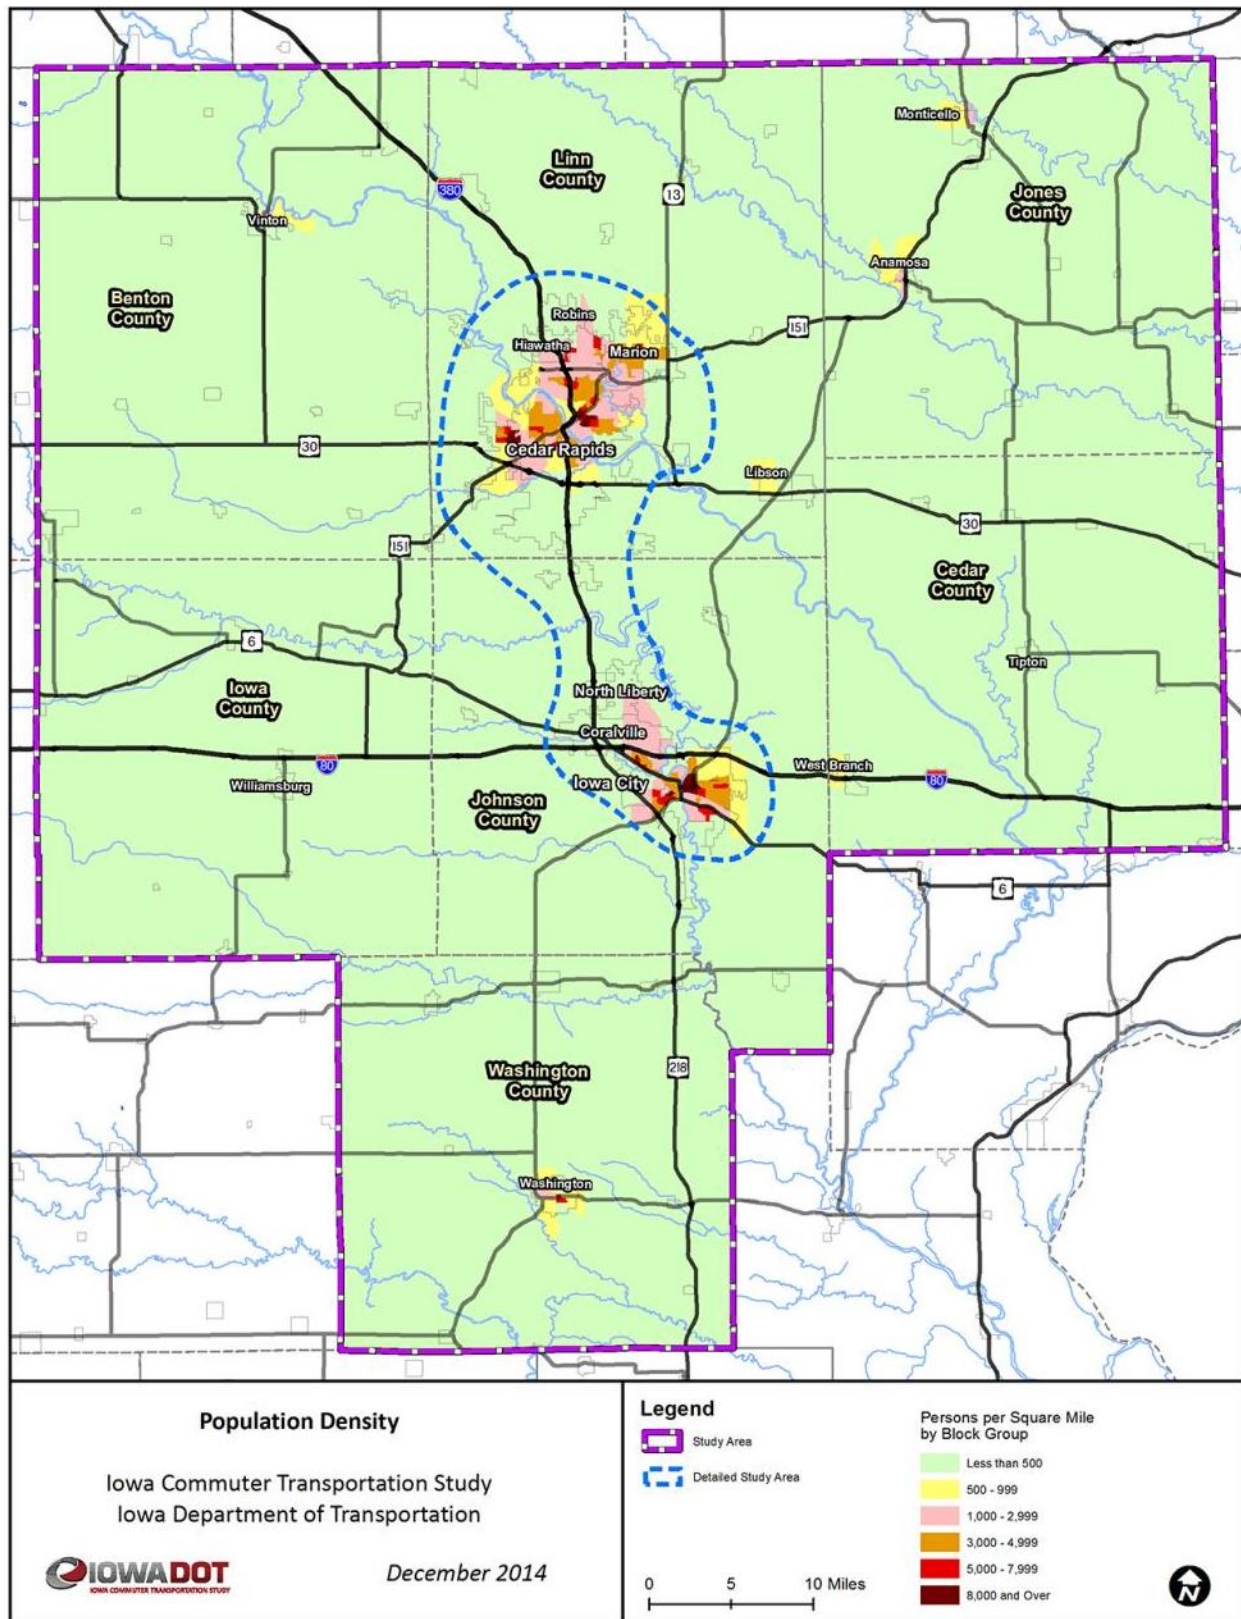 Monticello
Linn
County
380
13
Jones
County
Vinton
Anamosa
Benton
County
Robins
151
Hiawatha
Marion
30
Cedar Rapids
Libson
30
151
Cedar
County
6
Tipton
Iowa
County
North Liberty
Coralville
80
West Branch
80
Williamsburg
Iowa City
Johnson
County
6
Washington
County
218
Washington
Population Density
Iowa Commuter Transportation Study
Iowa Department of Transportation
IOWADOT
IOWA COMMUTER TRANSPORTATION STUDY
December 2014
Legend
Study Area
Detailed Study Area
0 5 10 Miles
Persons per Square Mile
by Block Group
Less than 500
500 - 999
1,000 - 2,999
3,000 - 4,999
5,000 - 7,999
8,000 and Over
N